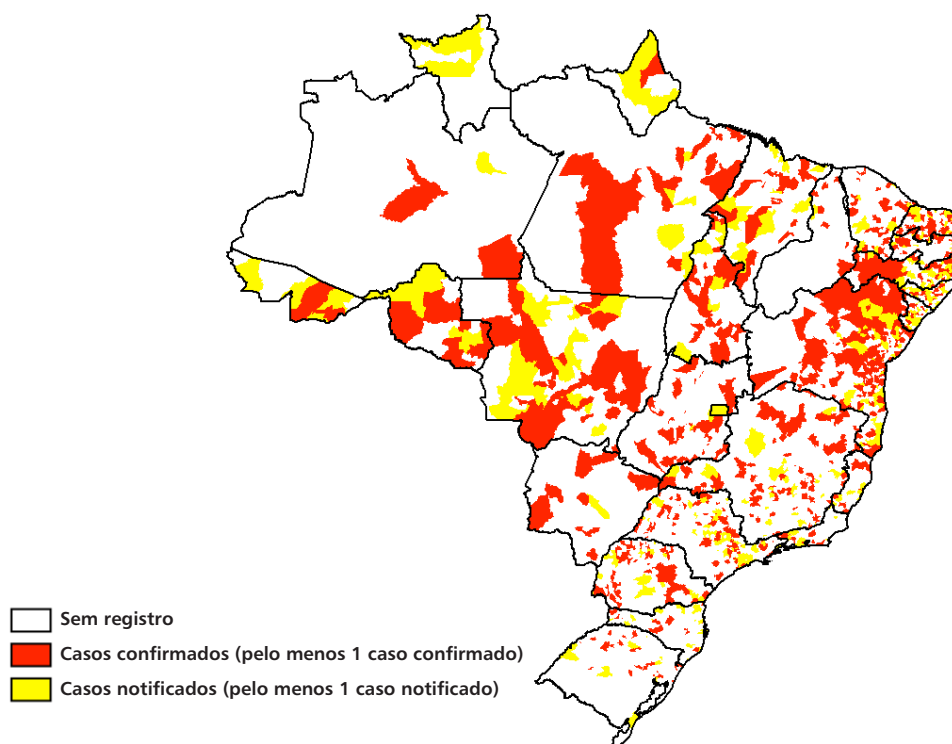 Sem registro
Casos confirmados (pelo menos 1 caso confirmado)
Casos notificados (pelo menos 1 caso notificado)